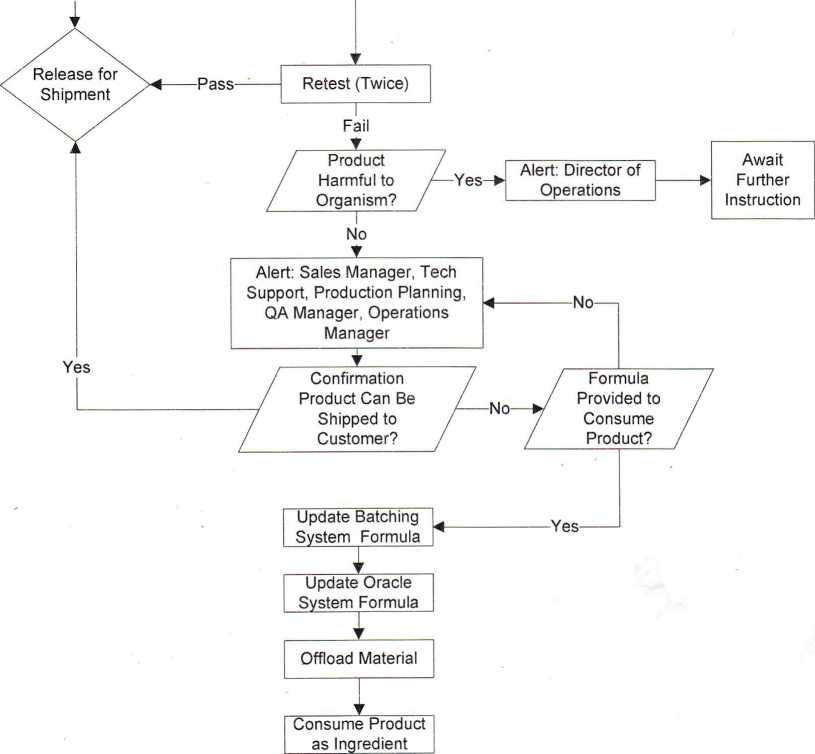 Release for
Shipment
Pass
Retest (Twice)
Fail
Product
Harmful to
Organism?
Yes
Alert: Director of
Operations
Await
Further
Instruction
No
Alert: Sales Manager, Tech
Support, Production Planning,
QA Manager, Operations
Manager
No
Yes
Confirmation
Product Can Be
Shipped to
Customer?
No
Formula
Provided to
Consume
Product?
Yes
Update Batching
System Formula
Update Oracle
System Formula
Offload Material
Consume Product
as Ingredient